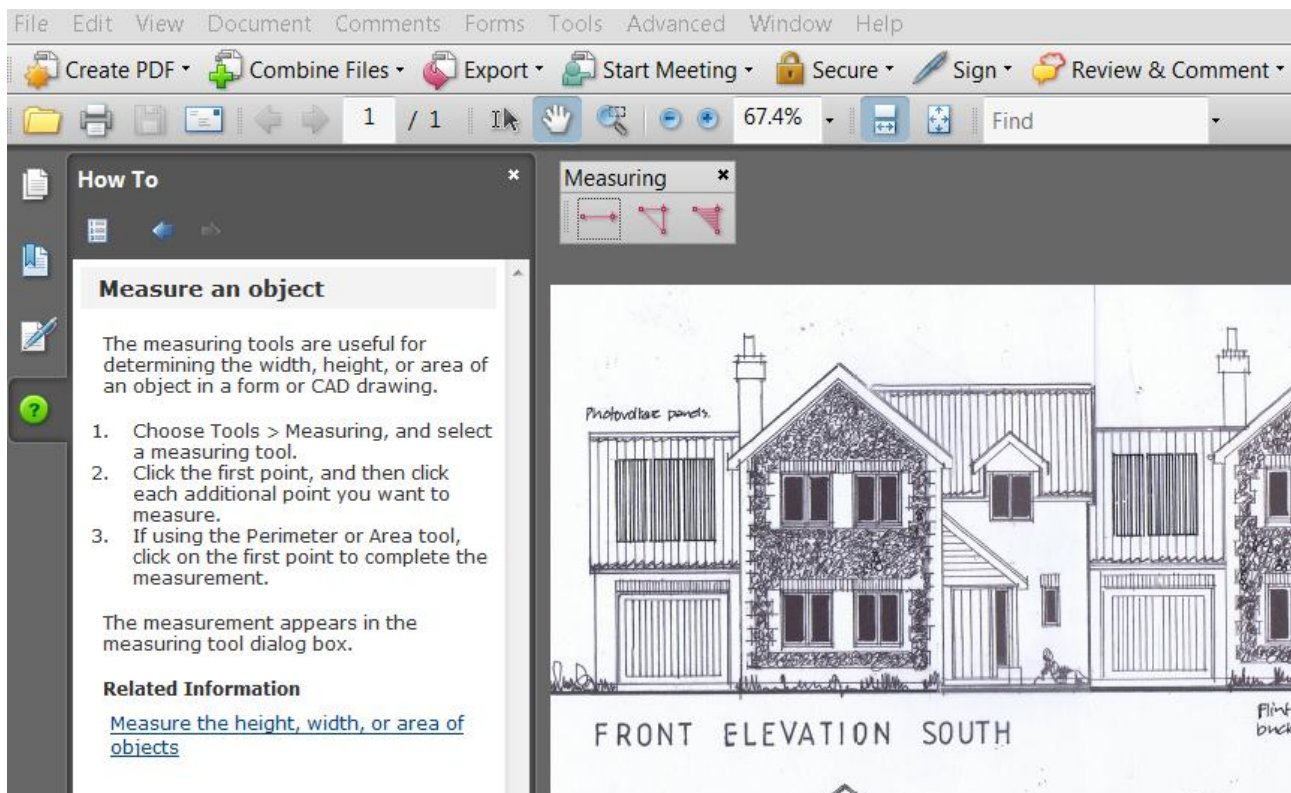 File Edit View Document Comments Forms Tools Advanced Window Help
Create PDF Combine Files Export Start Meeting Secure Sign Review & Comment
1 / 1 67.4% Find
How To
Measure an object
The measuring tools are useful for
determining the width, height, or area of
an object in a form or CAD drawing.
1. Choose Tools > Measuring, and select
a measuring tool.
2. Click the first point, and then click
each additional point you want to
measure.
3. If using the Perimeter or Area tool,
click on the first point to complete the
measurement.
The measurement appears in the
measuring tool dialog box.
Related Information
Measure the height, width, or area of
objects
Measuring
Photovoltaic panels.
FRONT ELEVATION SOUTH
Flint